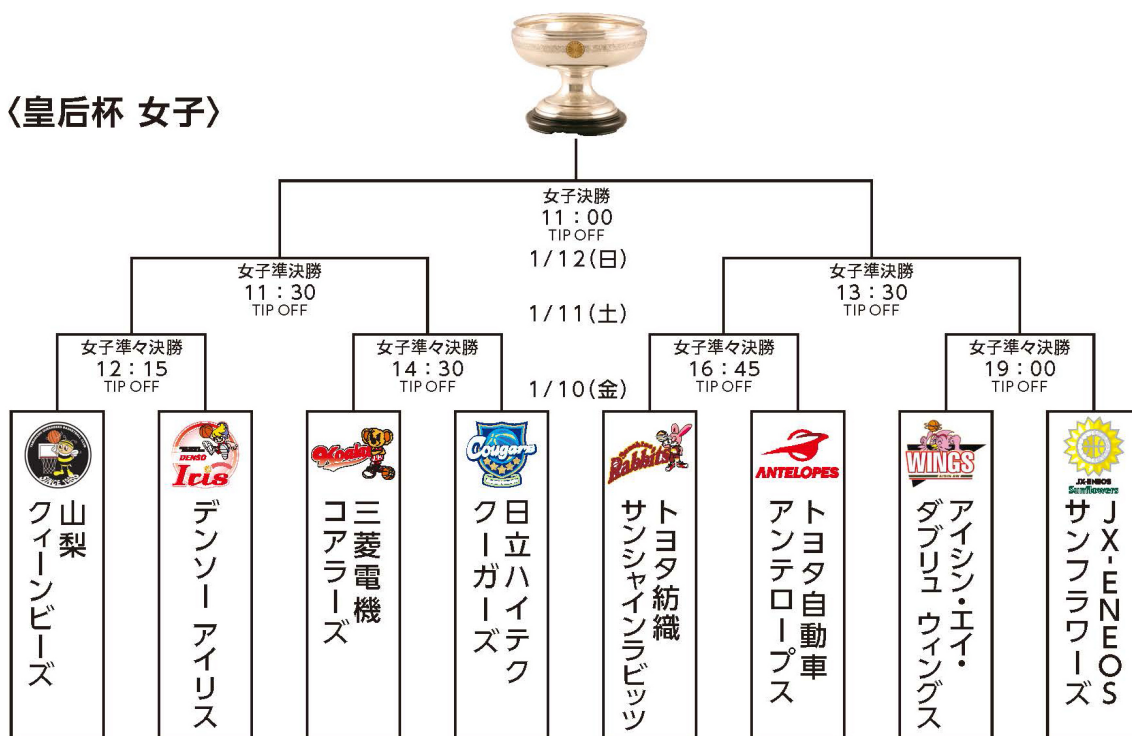 〈皇后杯 女子〉
女子決勝
11:00
TIP OFF
1/12(日)
女子準決勝
11:30
TIP OFF
女子準決勝
13:30
TIP OFF
1/11(土)
女子準々決勝
12:15
TIP OFF
女子準々決勝
14:30
TIP OFF
女子準々決勝
16:45
TIP OFF
女子準々決勝
19:00
TIP OFF
1/10(金)
山梨
クィーンビーズ
DENSO
Iris
デンソー アイリス
Koalas
三菱電機
コアラーズ
Cougars
日立ハイテク
クーガーズ
Rabbits
トヨタ紡織
サンシャインラビッツ
ANTELOPES
トヨタ自動車
アンテロープス
WINGS
アイシン・エイ・
ダブリュ ウィングス
JX-ENEOS
Sunflowers
JX-ENEOS
サンフラワーズ